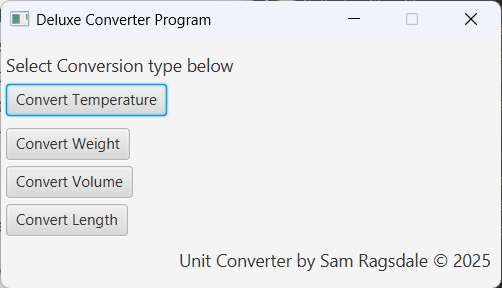 Deluxe Converter Program
Select Conversion type below
Convert Temperature
Convert Weight
Convert Volume
Convert Length
Unit Converter by Sam Ragsdale © 2025